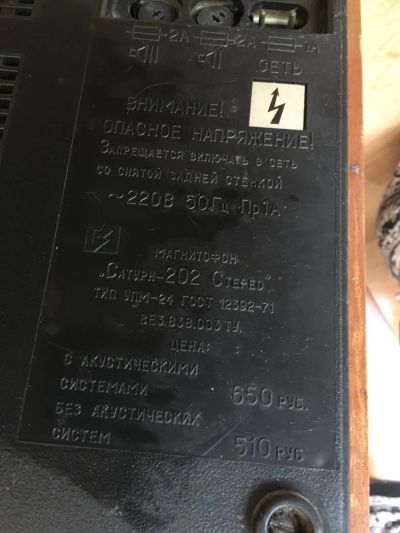 2А 2А 1А
СЕТЬ
ВНИМАНИЕ!
ОПАСНОЕ НАПРЯЖЕНИЕ!
ЗАПРЕЩАЕТСЯ ВКЛЮЧАТЬ В СЕТЬ
СО СНЯТОЙ ЗАДНЕЙ СТЕНКОЙ
~220В 50ГЦ ПР1А
МАГНИТОФОН
„САТУРН-202 СТЕРЕО"
ТИП УПМ-24 ГОСТ 12392-71
ВЕ3.838.003 ТУ.
ЦЕНА:
С АКУСТИЧЕСКИМИ
СИСТЕМАМИ 650 РУБ.
БЕЗ АКУСТИЧЕСКИХ
СИСТЕМ 510 РУБ